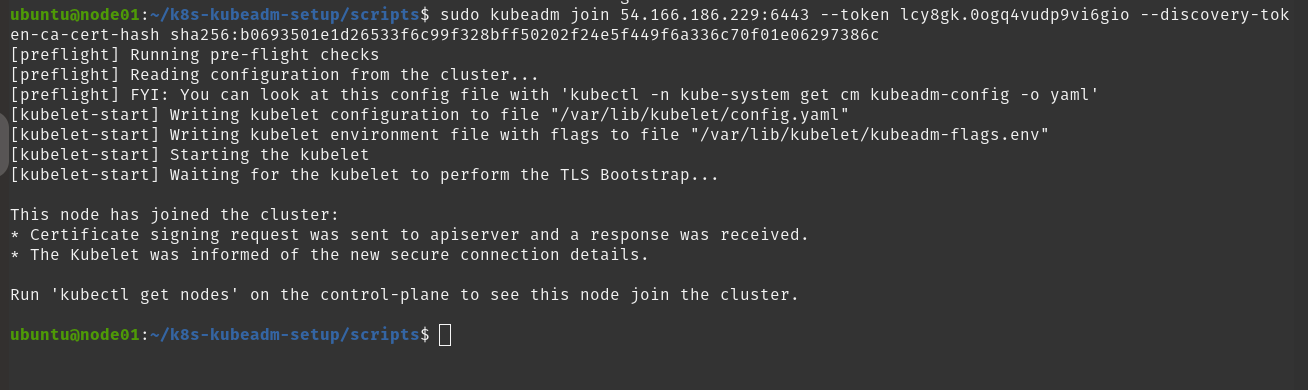 ubuntu@node01:~/k8s-kubeadm-setup/scripts$ sudo kubeadm join 54.166.186.229:6443 --token lcy8gk.0ogq4vudp9vi6gio --discovery-tok
en-ca-cert-hash sha256:b0693501e1d26533f6c99f328bff50202f24e5f449f6a336c70f01e06297386c
[preflight] Running pre-flight checks
[preflight] Reading configuration from the cluster...
[preflight] FYI: You can look at this config file with 'kubectl -n kube-system get cm kubeadm-config -o yaml'
[kubelet-start] Writing kubelet configuration to file "/var/lib/kubelet/config.yaml"
[kubelet-start] Writing kubelet environment file with flags to file "/var/lib/kubelet/kubeadm-flags.env"
[kubelet-start] Starting the kubelet
[kubelet-start] Waiting for the kubelet to perform the TLS Bootstrap...

This node has joined the cluster:
* Certificate signing request was sent to apiserver and a response was received.
* The Kubelet was informed of the new secure connection details.

Run 'kubectl get nodes' on the control-plane to see this node join the cluster.

ubuntu@node01:~/k8s-kubeadm-setup/scripts$